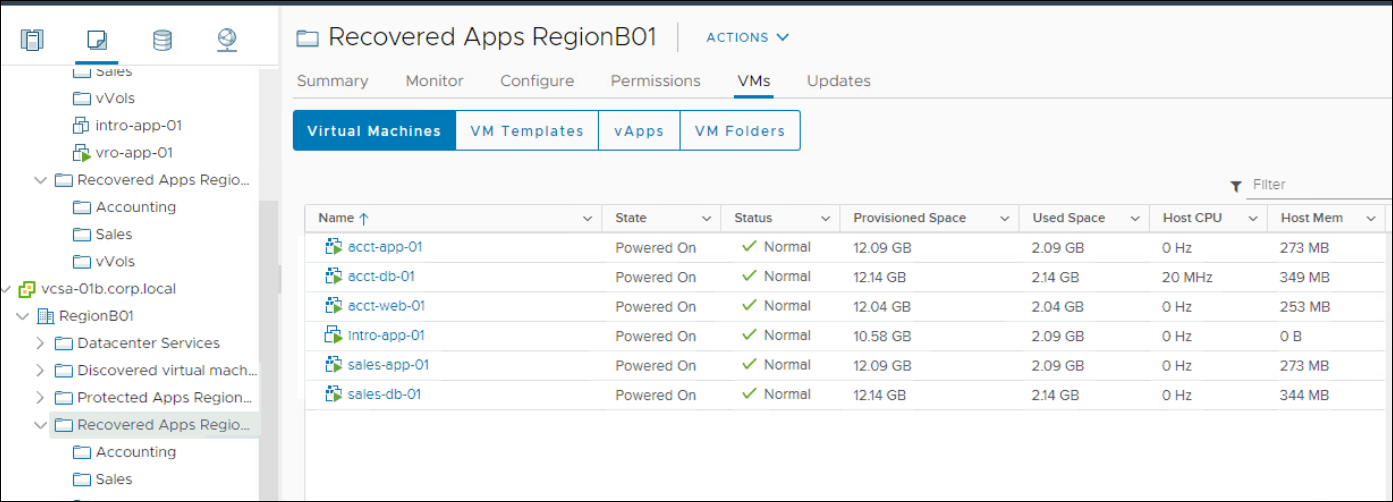 Sales
vVols
intro-app-01
vro-app-01
Recovered Apps Regio...
Accounting
Sales
vVols
vcsa-01b.corp.local
RegionB01
Datacenter Services
Discovered virtual mach...
Protected Apps Region...
Recovered Apps Regio...
Accounting
Sales
Recovered Apps RegionB01 ACTIONS
Summary Monitor Configure Permissions VMs Updates
Virtual Machines VM Templates vApps VM Folders
Filter
Name State Status Provisioned Space Used Space Host CPU Host Mem
acct-app-01 Powered On Normal 12.09 GB 2.09 GB 0 Hz 273 MB
acct-db-01 Powered On Normal 12.14 GB 2.14 GB 20 MHz 349 MB
acct-web-01 Powered On Normal 12.04 GB 2.04 GB 0 Hz 253 MB
intro-app-01 Powered On Normal 10.58 GB 2.09 GB 0 Hz 0 B
sales-app-01 Powered On Normal 12.09 GB 2.09 GB 0 Hz 273 MB
sales-db-01 Powered On Normal 12.14 GB 2.14 GB 0 Hz 344 MB